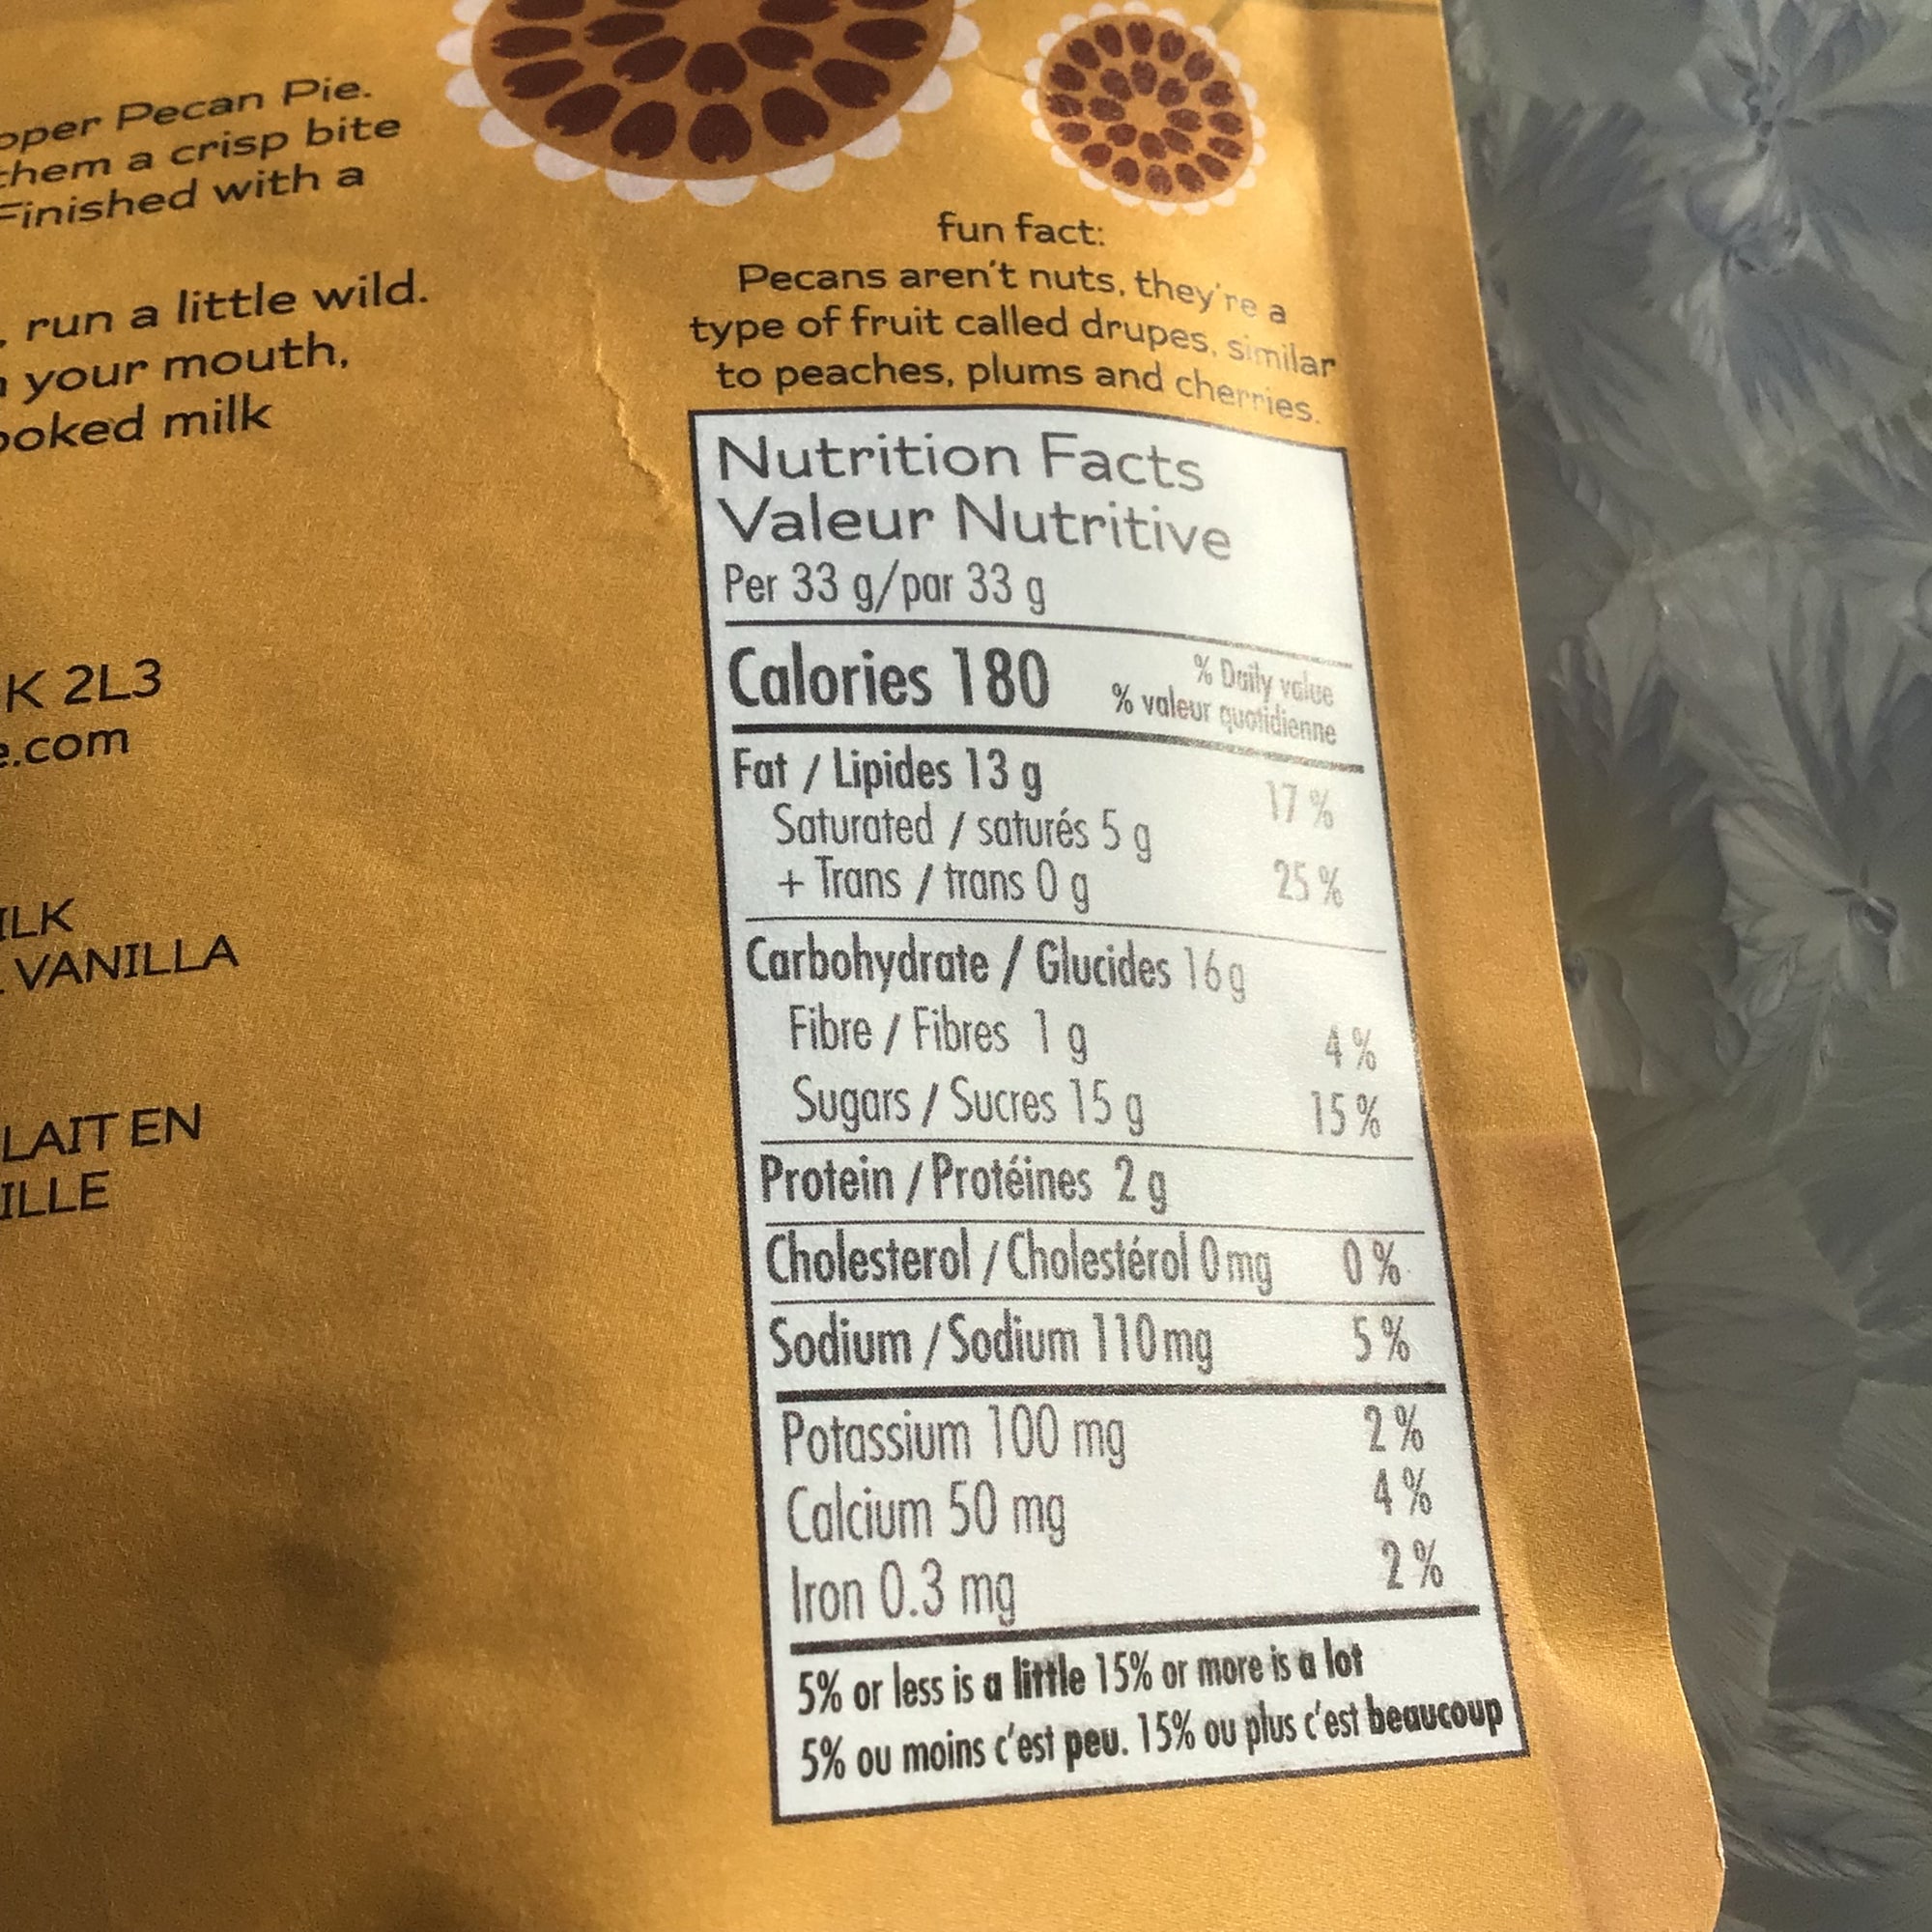 Pecan Pie.
a crisp bite
with a
run a little wild.
your mouth,
milk
K 2L3
.com
VANILLA
LAIT EN
fun fact:
Pecans aren't nuts, they're a
type of fruit called drupes, similar
to peaches, plums and cherries.
Nutrition Facts
Valeur Nutritive
Per 33 g/par 33 g
Calories 180
% Daily value
% valeur quotidienne
Fat / Lipides 13 g 17 %
Saturated / saturés 5 g
+ Trans / trans 0 g 25 %
Carbohydrate / Glucides 16 g
Fibre / Fibres 1 g 4 %
Sugars / Sucres 15 g 15 %
Protein / Protéines 2 g
Cholesterol / Cholestérol 0 mg 0 %
Sodium / Sodium 110 mg 5 %
Potassium 100 mg 2 %
Calcium 50 mg 4 %
Iron 0.3 mg 2 %
5% or less is a little 15% or more is a lot
5% ou moins c'est peu. 15% ou plus c'est beaucoup